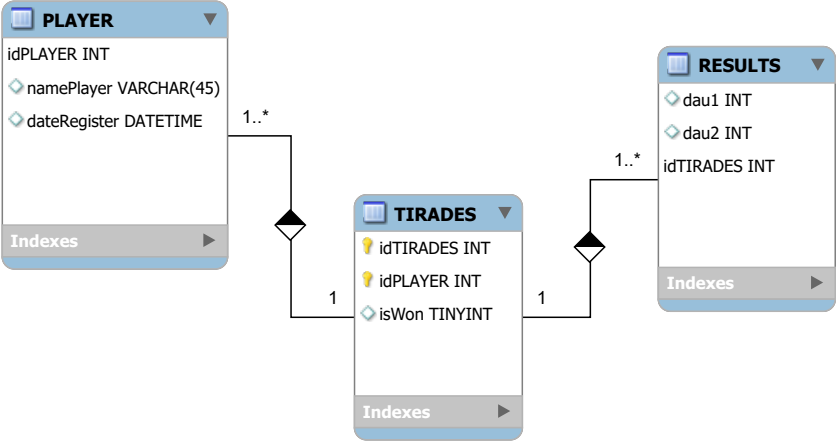 PLAYER
idPLAYER INT
namePlayer VARCHAR(45)
dateRegister DATETIME
Indexes
1..*
1
TIRADES
idTIRADES INT
idPLAYER INT
isWon TINYINT
Indexes
1
1..*
RESULTS
dau1 INT
dau2 INT
idTIRADES INT
Indexes